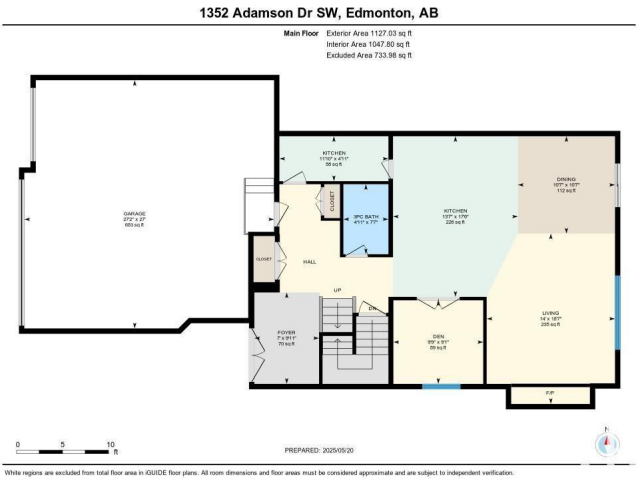 1352 Adamson Dr SW, Edmonton, AB
Main Floor Exterior Area 1127.03 sq ft
Interior Area 1047.80 sq ft
Excluded Area 733.98 sq ft
KITCHEN
11'10" x 4'11"
55 sq ft
DINING
10'7" x 10'7"
112 sq ft
CLOSET
GARAGE
27'2" x 27'
693 sq ft
3PC BATH
4'11" x 7'7"
KITCHEN
13'7" x 17'6"
226 sq ft
CLOSET
HALL
UP
DN
LIVING
14' x 16'7"
235 sq ft
FOYER
7' x 9'11"
70 sq ft
DEN
9'9" x 9'1"
89 sq ft
F/P
N
0 5 10
ft
PREPARED: 2025/05/20
White regions are excluded from total floor area in iGUIDE floor plans. All room dimensions and floor areas must be considered approximate and are subject to independent verification.